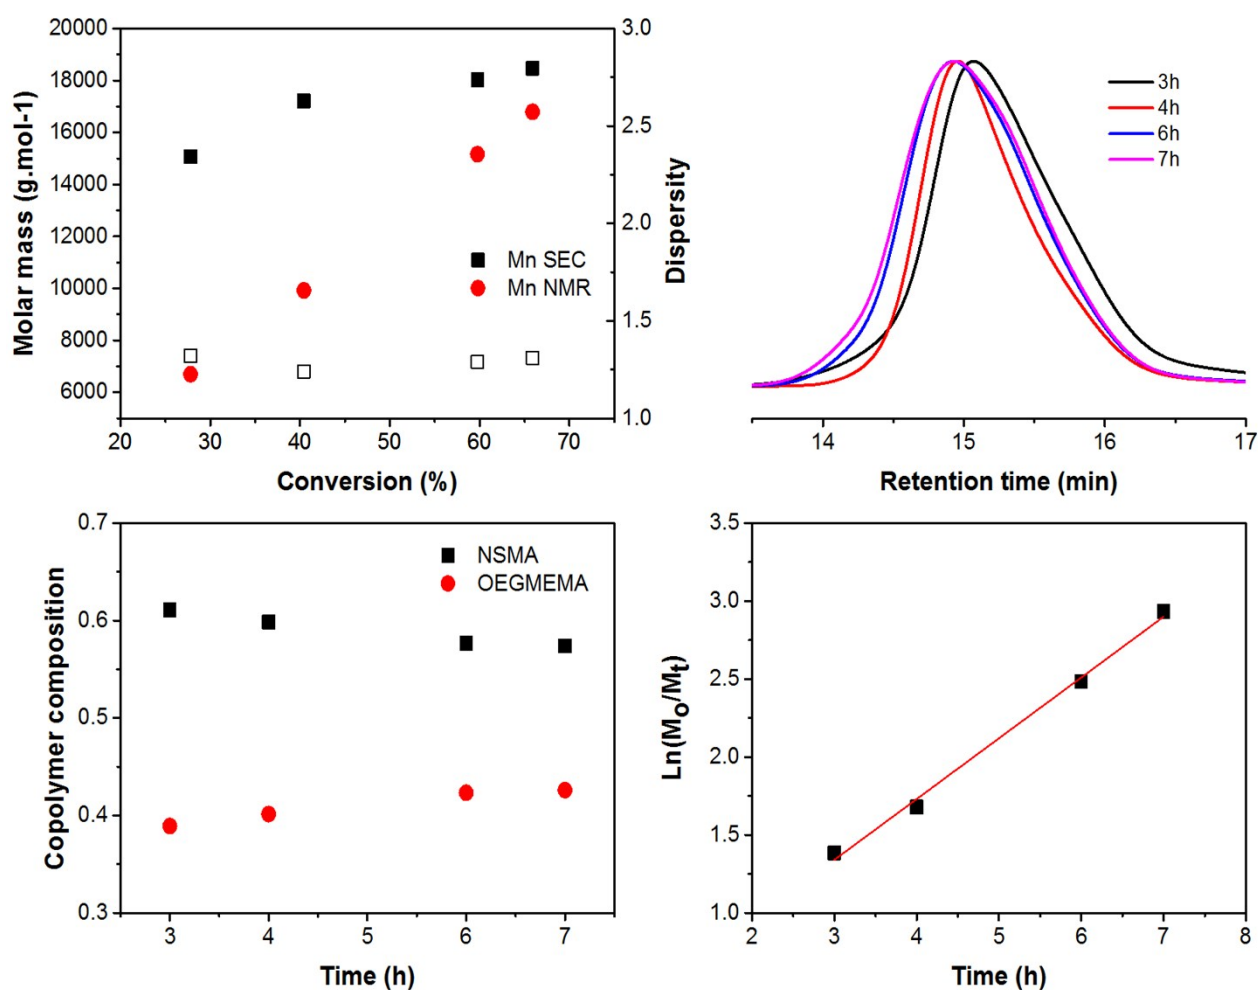 20000
18000
16000
14000
12000
10000
8000
6000
Molar mass (g.mol-1)
3.0
2.5
2.0
1.5
1.0
Dispersity
Mn SEC
Mn NMR
20 30 40 50 60 70
Conversion (%)
3h
4h
6h
7h
14 15 16 17
Retention time (min)
0.7
0.6
0.5
0.4
0.3
Copolymer composition
NSMA
OEGMEMA
3 4 5 6 7
Time (h)
3.5
3.0
2.5
2.0
1.5
1.0
Ln(Mo/Mt)
2 3 4 5 6 7 8
Time (h)